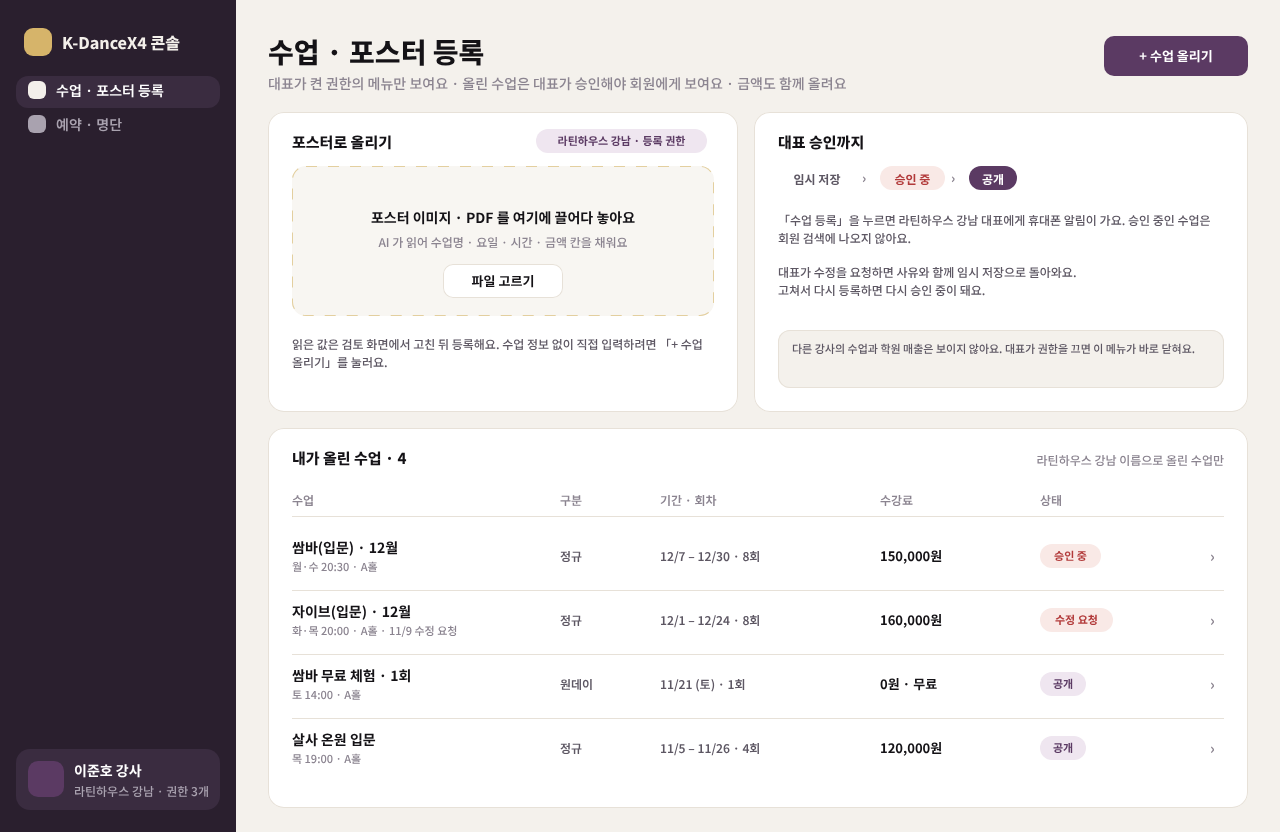 K-DanceX4 콘솔
수업 · 포스터 등록
예약 · 명단
이준호 강사
라틴하우스 강남 · 권한 3개
수업 · 포스터 등록
대표가 켠 권한의 메뉴만 보여요 · 올린 수업은 대표가 승인해야 회원에게 보여요 · 금액도 함께 올려요
+ 수업 올리기
포스터로 올리기
라틴하우스 강남 · 등록 권한
포스터 이미지 · PDF 를 여기에 끌어다 놓아요
AI 가 읽어 수업명 · 요일 · 시간 · 금액 칸을 채워요
파일 고르기
읽은 값은 검토 화면에서 고친 뒤 등록해요. 수업 정보 없이 직접 입력하려면 「+ 수업
올리기」를 눌러요.
대표 승인까지
임시 저장 › 승인 중 › 공개
「수업 등록」을 누르면 라틴하우스 강남 대표에게 휴대폰 알림이 가요. 승인 중인 수업은
회원 검색에 나오지 않아요.
대표가 수정을 요청하면 사유와 함께 임시 저장으로 돌아와요.
고쳐서 다시 등록하면 다시 승인 중이 돼요.
다른 강사의 수업과 학원 매출은 보이지 않아요. 대표가 권한을 끄면 이 메뉴가 바로 닫혀요.
내가 올린 수업 · 4
라틴하우스 강남 이름으로 올린 수업만
수업 구분 기간 · 회차 수강료 상태
쌈바(입문) · 12월
월·수 20:30 · A홀
정규 12/7 – 12/30 · 8회 150,000원 승인 중 ›
자이브(입문) · 12월
화·목 20:00 · A홀 · 11/9 수정 요청
정규 12/1 – 12/24 · 8회 160,000원 수정 요청 ›
쌈바 무료 체험 · 1회
토 14:00 · A홀
원데이 11/21 (토) · 1회 0원 · 무료 공개 ›
살사 온원 입문
목 19:00 · A홀
정규 11/5 – 11/26 · 4회 120,000원 공개 ›